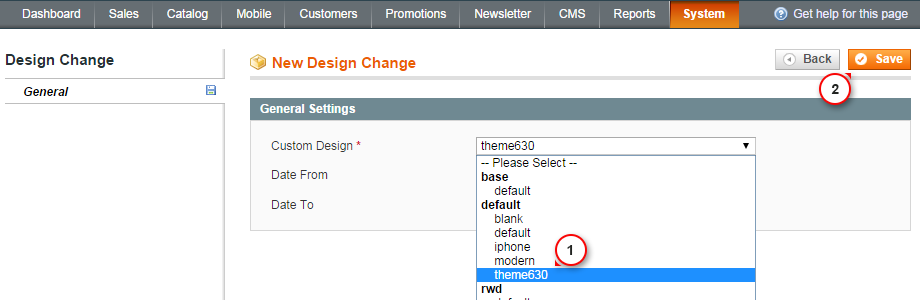 Dashboard Sales Catalog Mobile Customers Promotions Newsletter CMS Reports System Get help for this page
Design Change
General
New Design Change
Back Save
2
General Settings
Custom Design * theme630
-- Please Select --
base
default
default
blank
default
iphone
modern
theme630
rwd
default
1
Date From
Date To